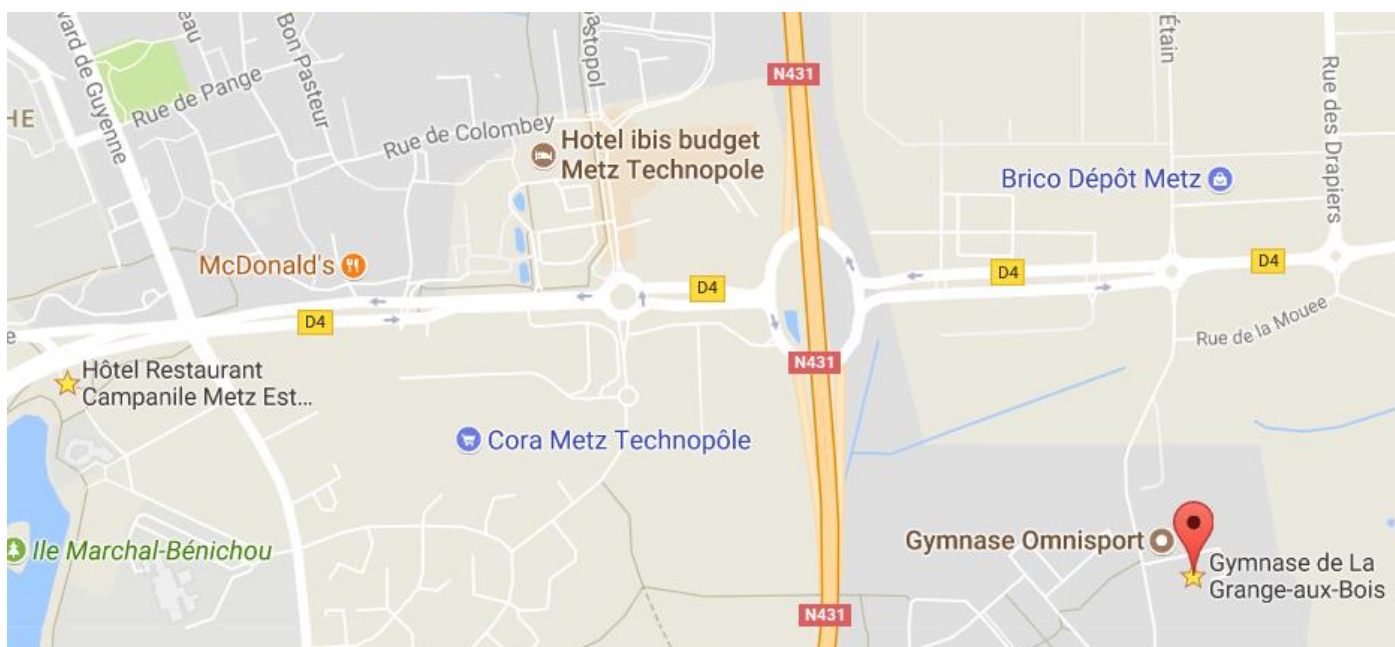 eau
vard de Guyenne
Bon Pasteur
astopol
Étain
N431
Rue de Pange
Rue des Drapiers
HE
Rue de Colombey
Hotel ibis budget
Metz Technopole
Brico Dépôt Metz
McDonald's
D4
D4
D4
D4
e
Rue de la Mouee
N431
Hôtel Restaurant
Campanile Metz Est...
Cora Metz Technopôle
Ile Marchal-Bénichou
Gymnase Omnisport
Gymnase de La
Grange-aux-Bois
N431